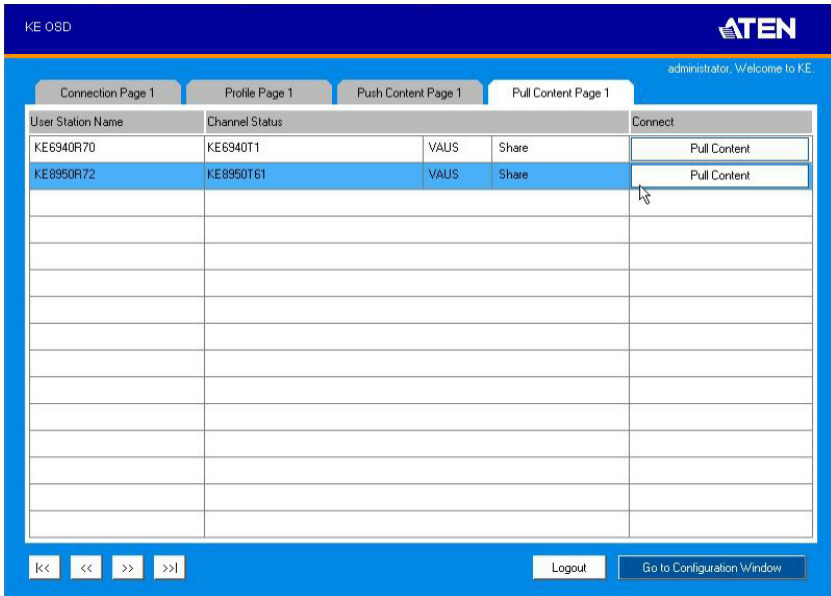 KE OSD
ATEN
administrator, Welcome to KE.
Connection Page 1 Profile Page 1 Push Content Page 1 Pull Content Page 1
User Station Name Channel Status Connect
KE6940R70 KE6940T1 VAUS Share Pull Content
KE8950R72 KE8950T61 VAUS Share Pull Content
|<< << >> >>| Logout Go to Configuration Window